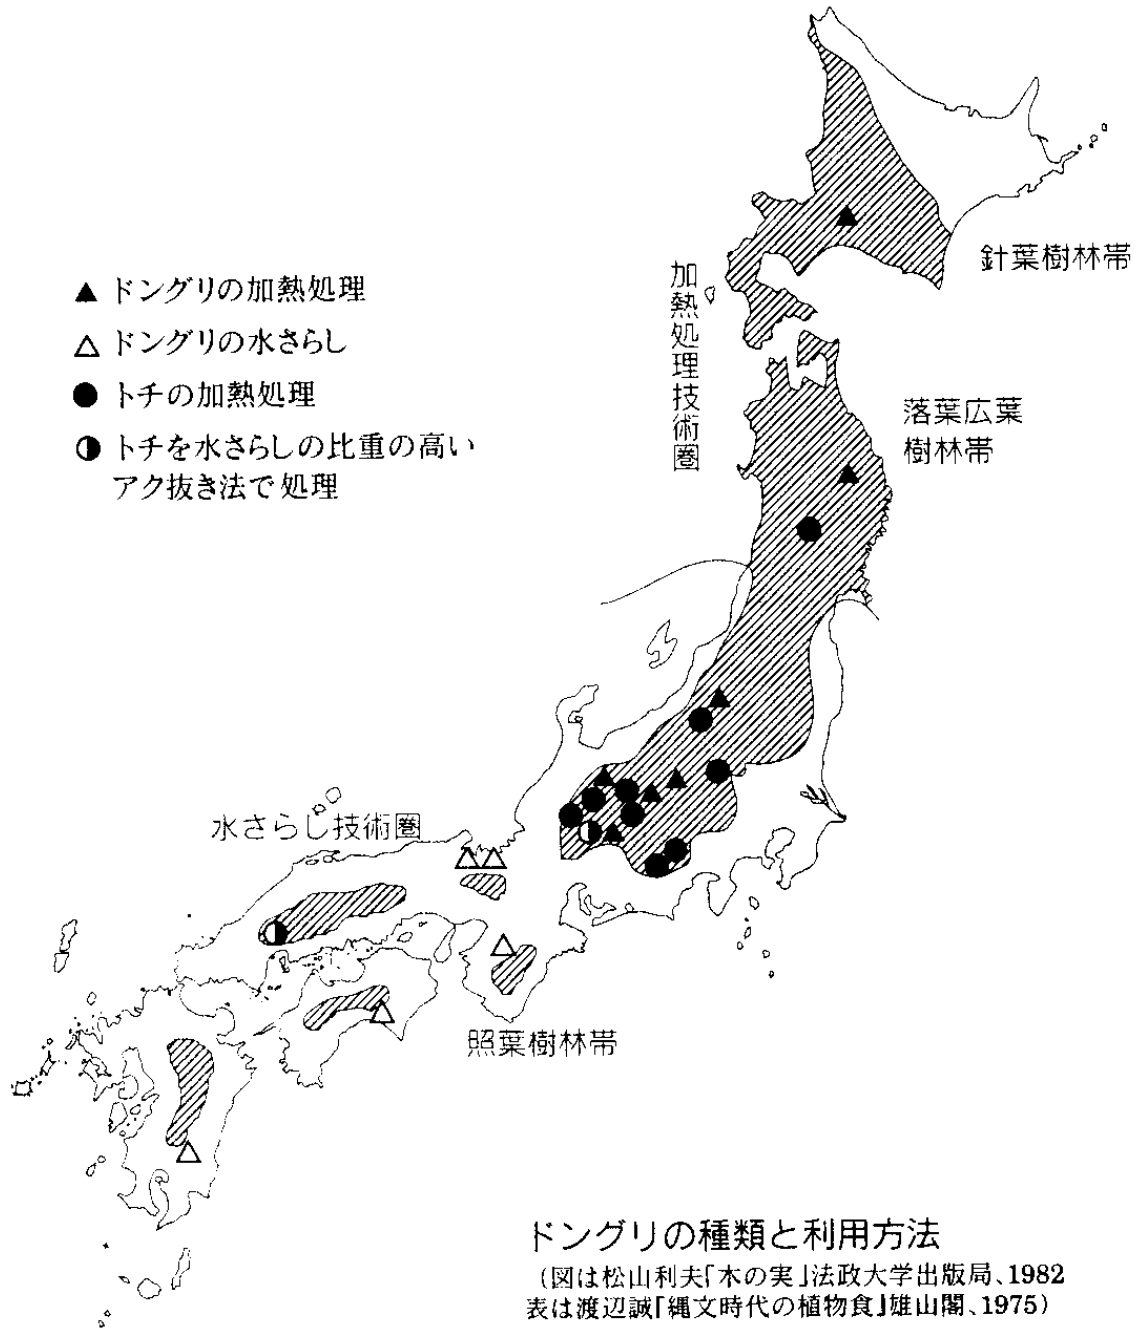 針葉樹林帯
加熱処理技術圏
▲ ドングリの加熱処理
△ ドングリの水さらし
● トチの加熱処理
◑ トチを水さらしの比重の高い
アク抜き法で処理
落葉広葉
樹林帯
水さらし技術圏
照葉樹林帯
ドングリの種類と利用方法
(図は松山利夫「木の実」法政大学出版局、1982
表は渡辺誠「縄文時代の植物食」雄山閣、1975)